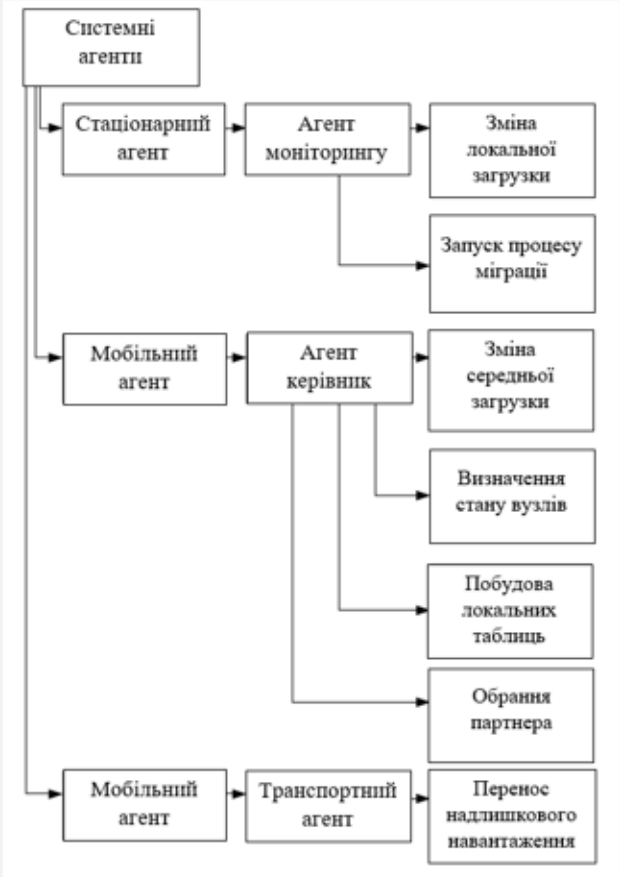 Системні
агенти
Стаціонарний
агент
Агент
моніторингу
Зміна
локальної
загрузки
Запуск процесу
міграції
Мобільний
агент
Агент
керівник
Зміна
середньої
загрузки
Визначення
стану вузлів
Побудова
локальних
таблиць
Обрання
партнера
Мобільний
агент
Транспортний
агент
Перенос
надлишкового
навантаження